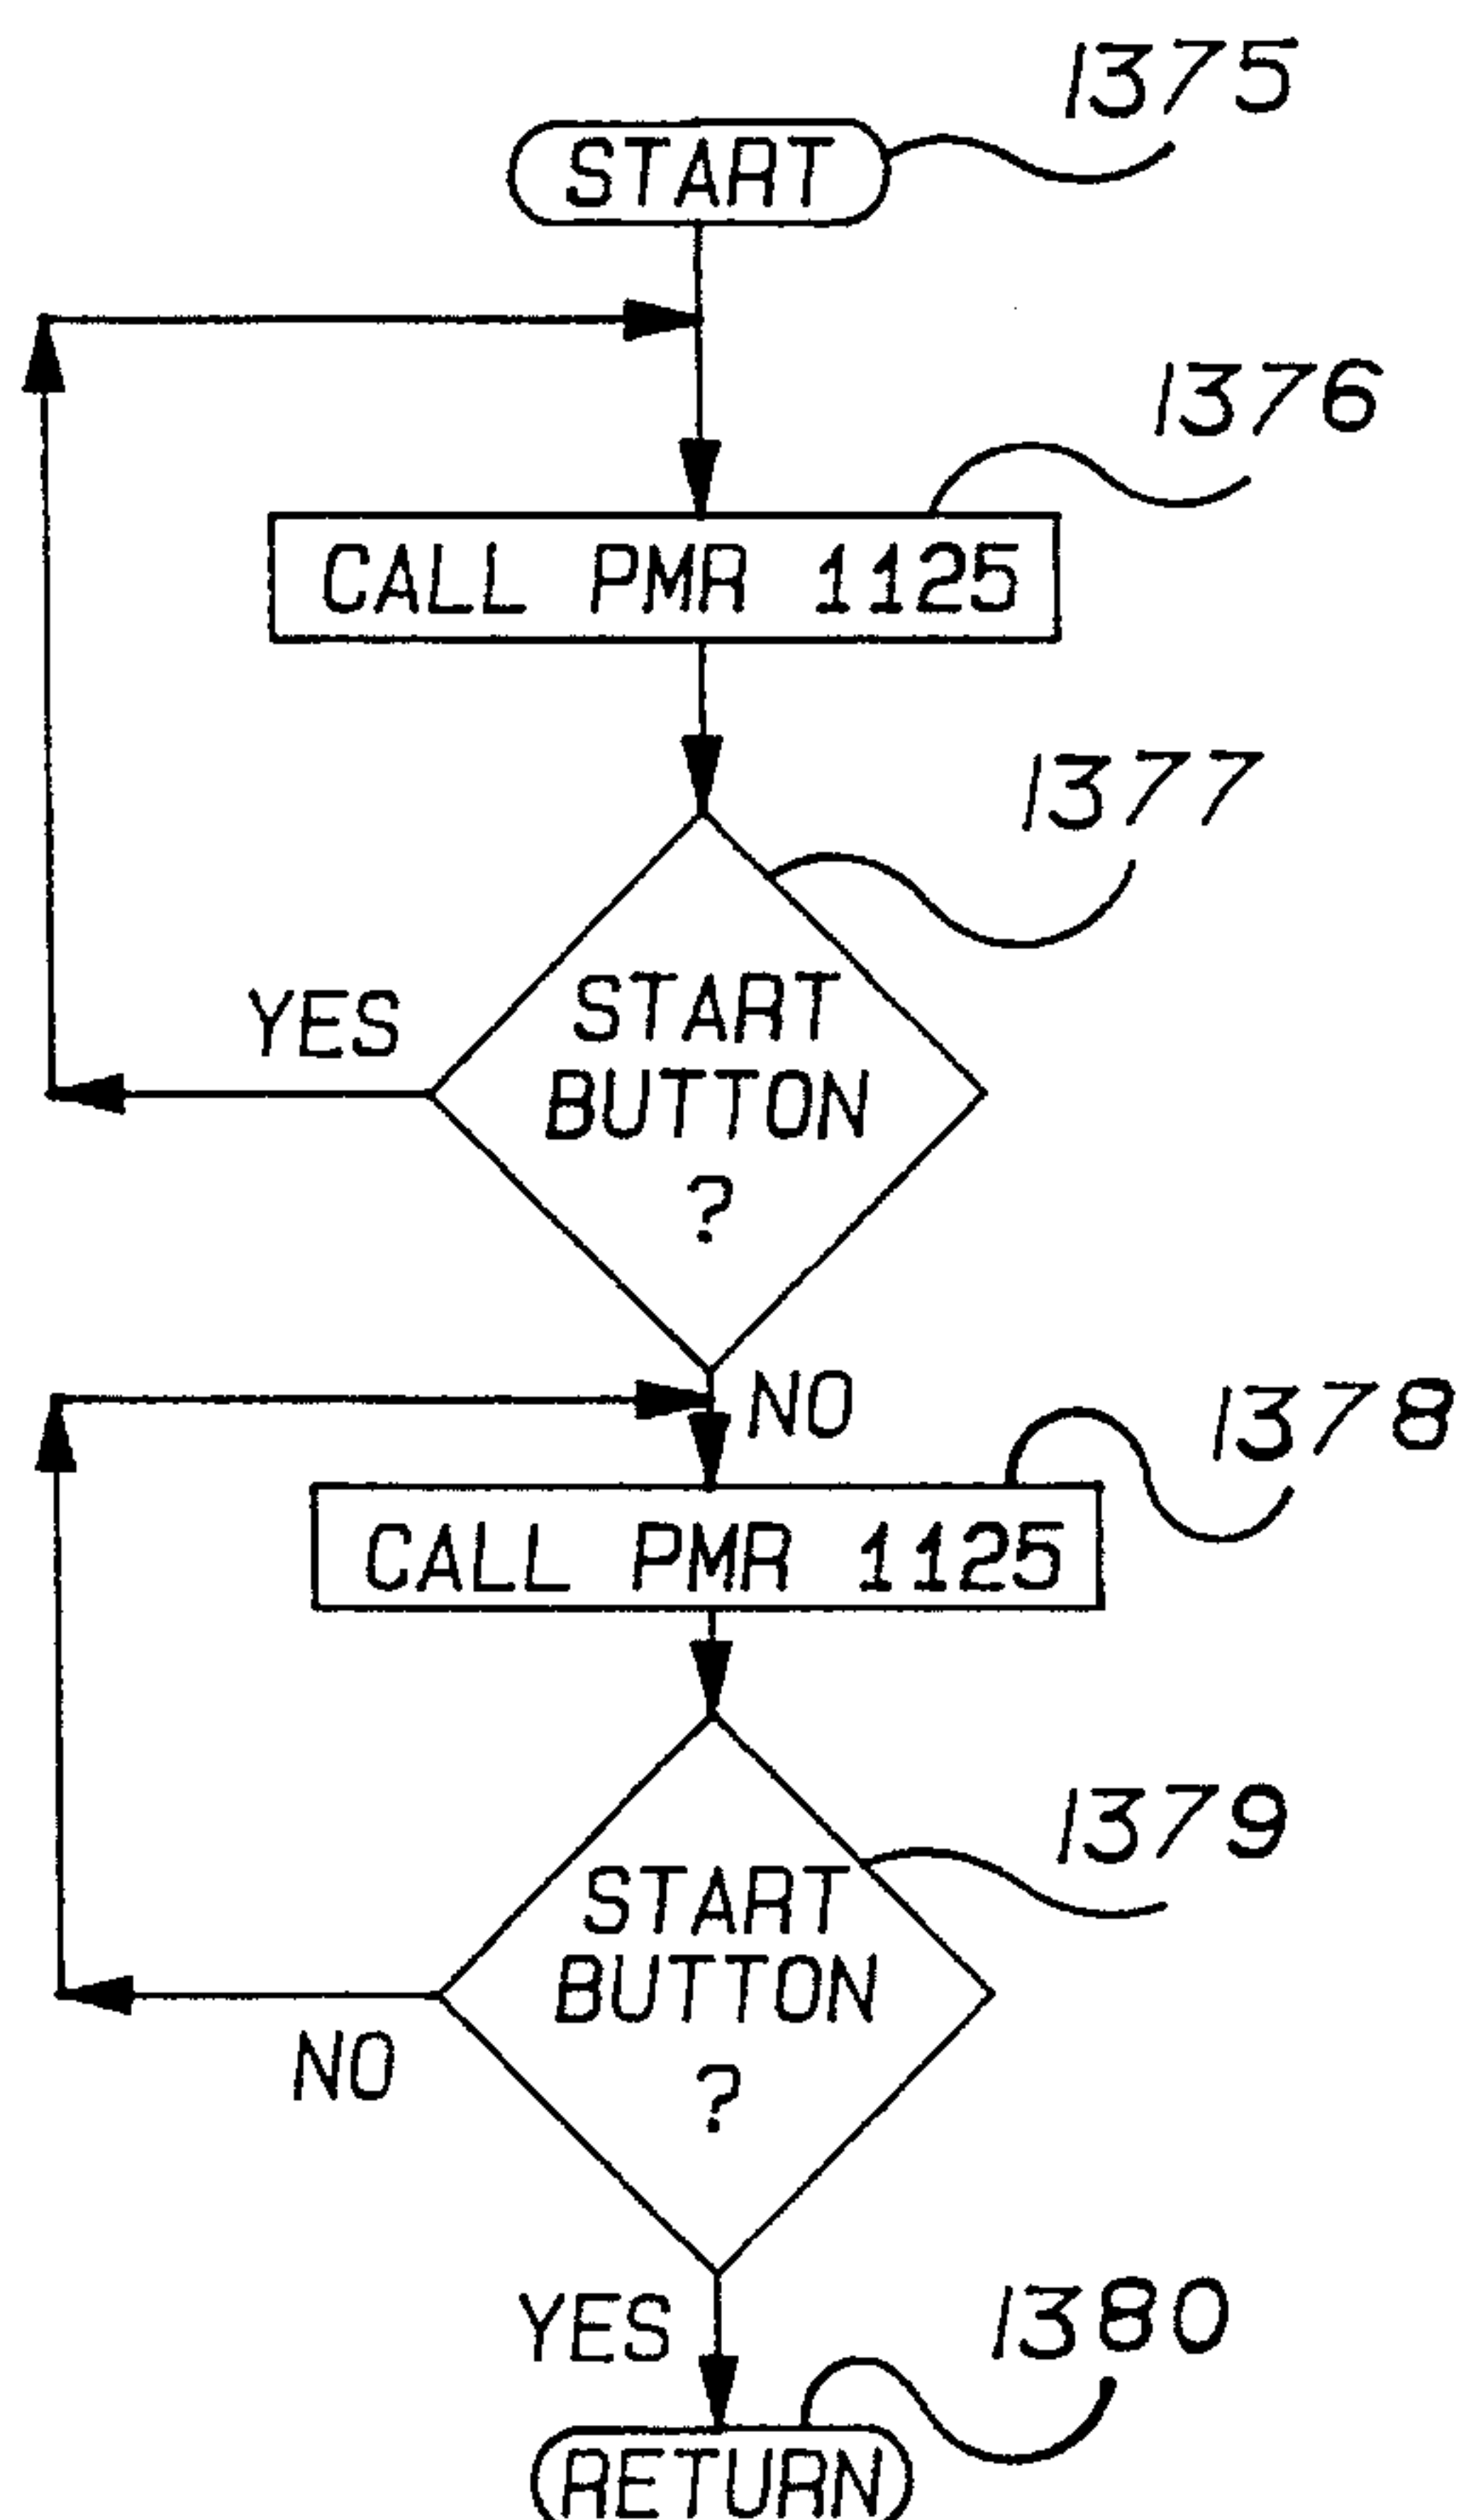 1375
START
1376
CALL PMR 1125
1377
START
BUTTON
?
YES
NO
1378
CALL PMR 1125
1379
START
BUTTON
?
NO
YES
1380
RETURN